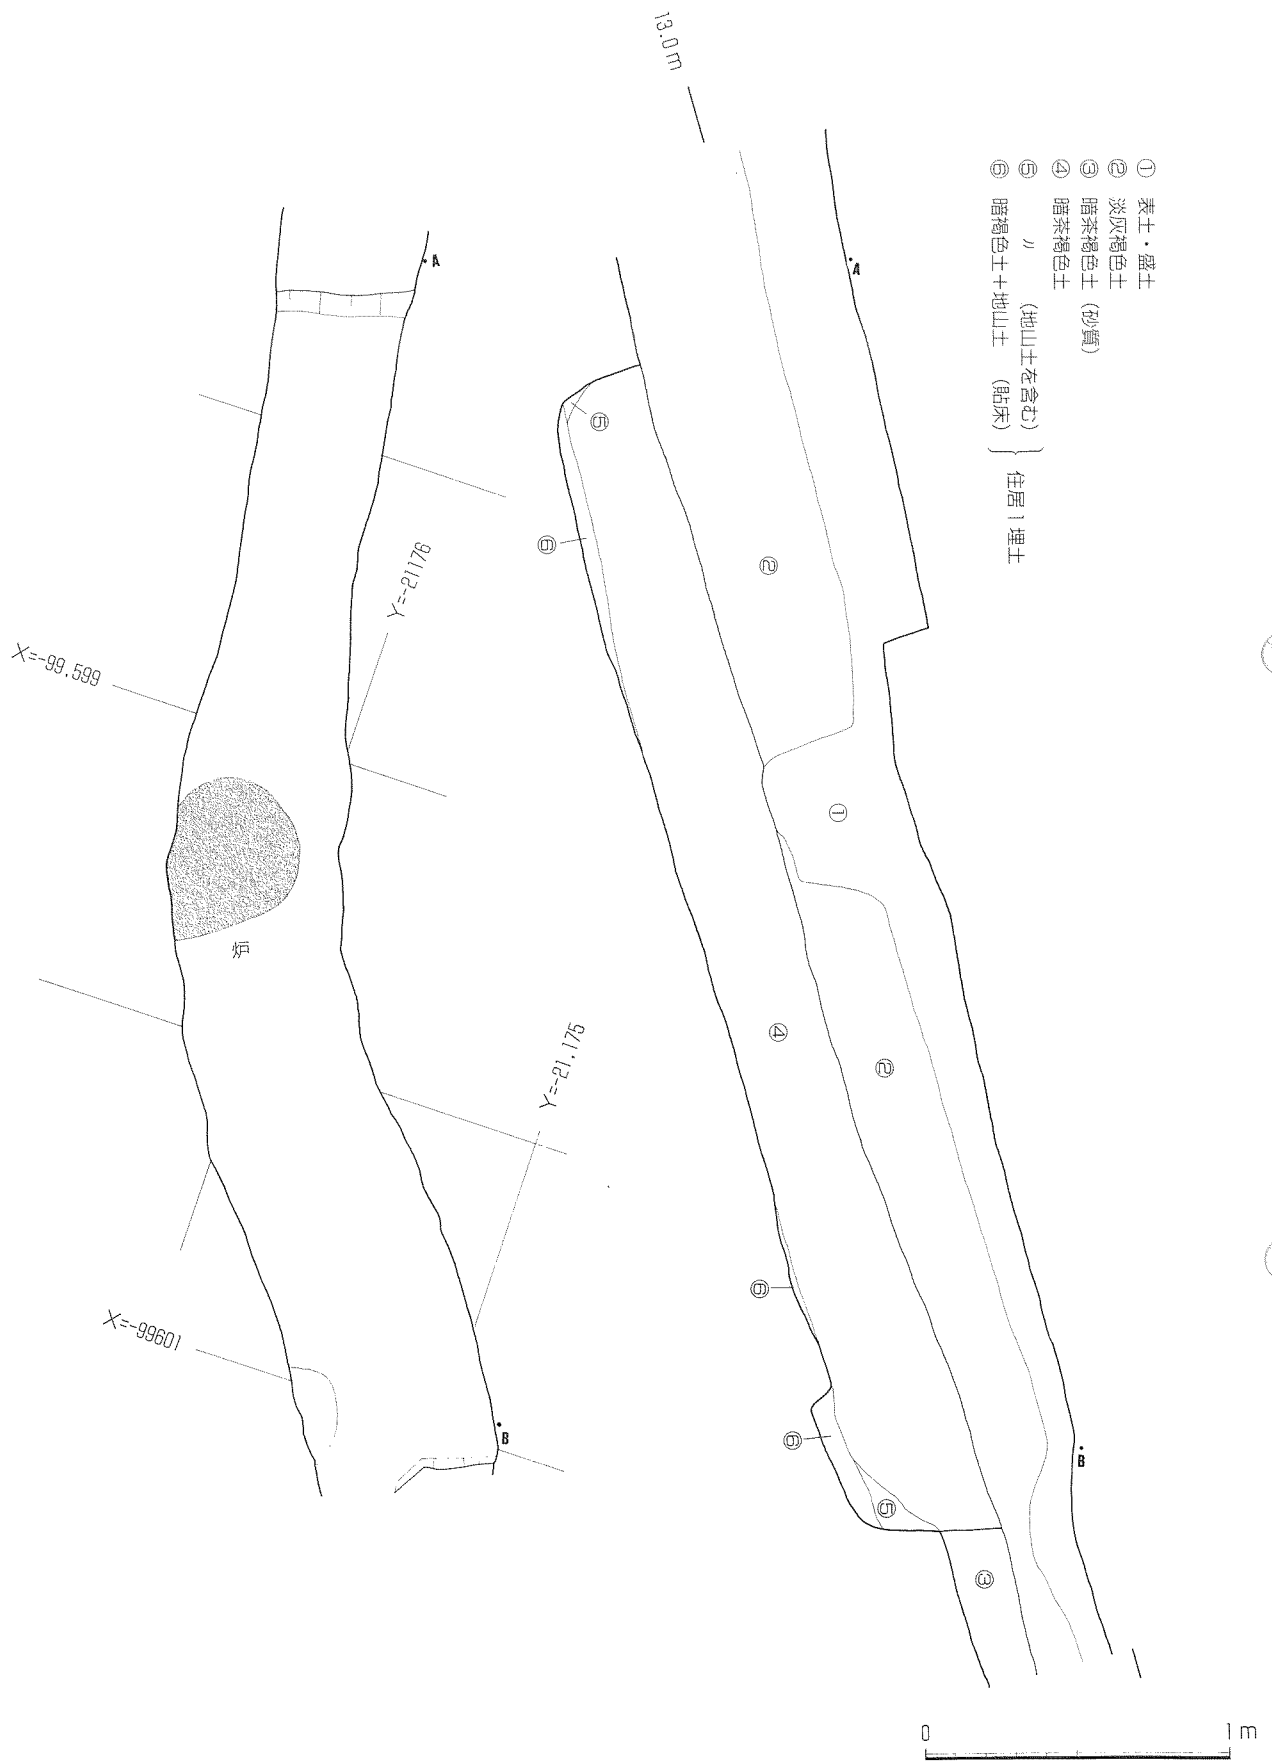 13.0m
① 表土・盛土
② 淡灰褐色土
③ 暗茶褐色土 (砂質)
④ 暗茶褐色土
⑤ 〃 (地山土を含む)
⑥ 暗褐色土+地山土 (貼床)
住居1埋土
A
A
⑤
⑥
②
Y=-21176
X=-99.599
①
炉
④
②
Y=-21.175
⑥
X=-99601
B
B
⑥
⑤
③
0 1m